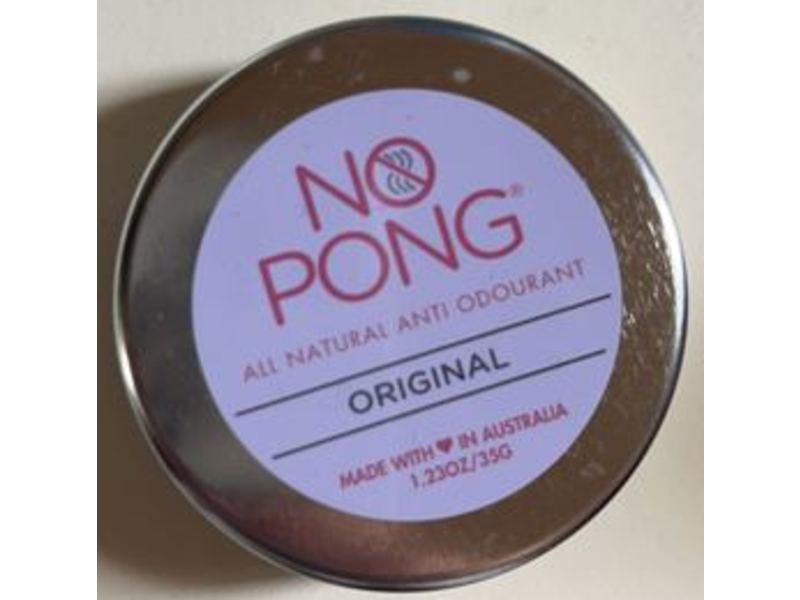 NO
PONG®
ALL NATURAL ANTI ODOURANT
ORIGINAL
MADE WITH ♥ IN AUSTRALIA
1.23OZ/35G